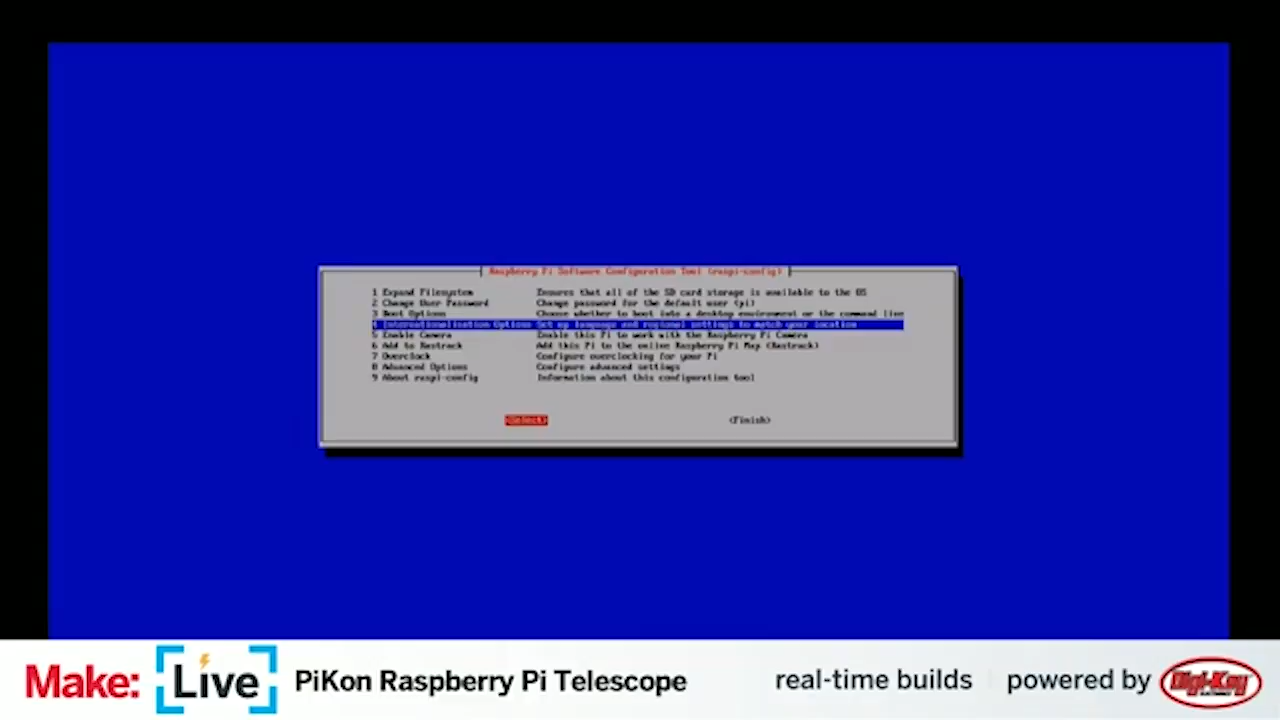 Raspberry Pi Software Configuration Tool (raspi-config)
1 Expand Filesystem Ensures that all of the SD card storage is available to the OS
2 Change User Password Change password for the default user (pi)
3 Boot Options Choose whether to boot into a desktop environment or the command line
4 Internationalisation Options Set up language and regional settings to match your location
5 Enable Camera Enable this Pi to work with the Raspberry Pi Camera
6 Add to Rastrack Add this Pi to the online Raspberry Pi Map (Rastrack)
7 Overclock Configure overclocking for your Pi
8 Advanced Options Configure advanced settings
9 About raspi-config Information about this configuration tool
<Select> <Finish>
Make: Live PiKon Raspberry Pi Telescope real-time builds powered by Digi-Key